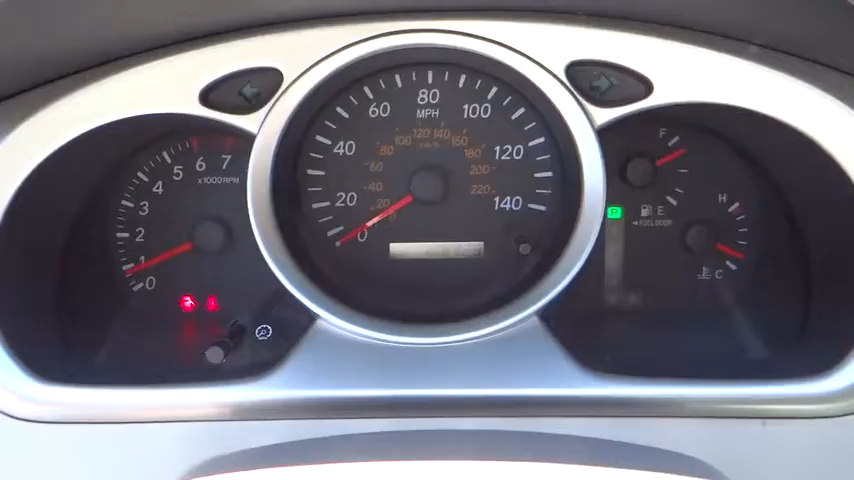 0 1 2 3 4 5 6 7
x1000RPM
0 20 40 60 80 100 120 140
MPH
20 40 60 80 100 120 140 160 180 200 220
km/h
P
F
E
◄FUEL DOOR
H
C